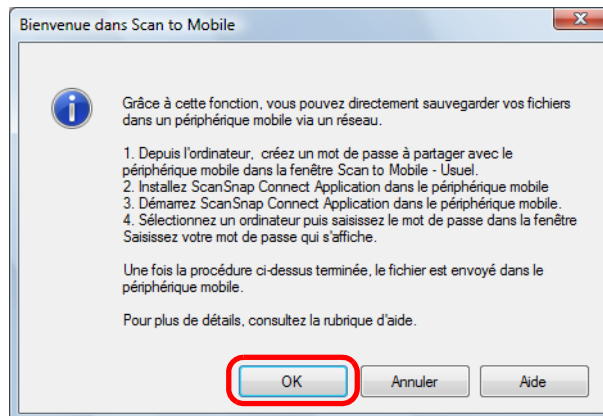 Bienvenue dans Scan to Mobile
Grâce à cette fonction, vous pouvez directement sauvegarder vos fichiers
dans un périphérique mobile via un réseau.
1. Depuis l'ordinateur, créez un mot de passe à partager avec le
périphérique mobile dans la fenêtre Scan to Mobile - Usuel.
2. Installez ScanSnap Connect Application dans le périphérique mobile
3. Démarrez ScanSnap Connect Application dans le périphérique mobile.
4. Sélectionnez un ordinateur puis saisissez le mot de passe dans la fenêtre
Saisissez votre mot de passe qui s'affiche.
Une fois la procédure ci-dessus terminée, le fichier est envoyé dans le
périphérique mobile.
Pour plus de détails, consultez la rubrique d'aide.
OK Annuler Aide